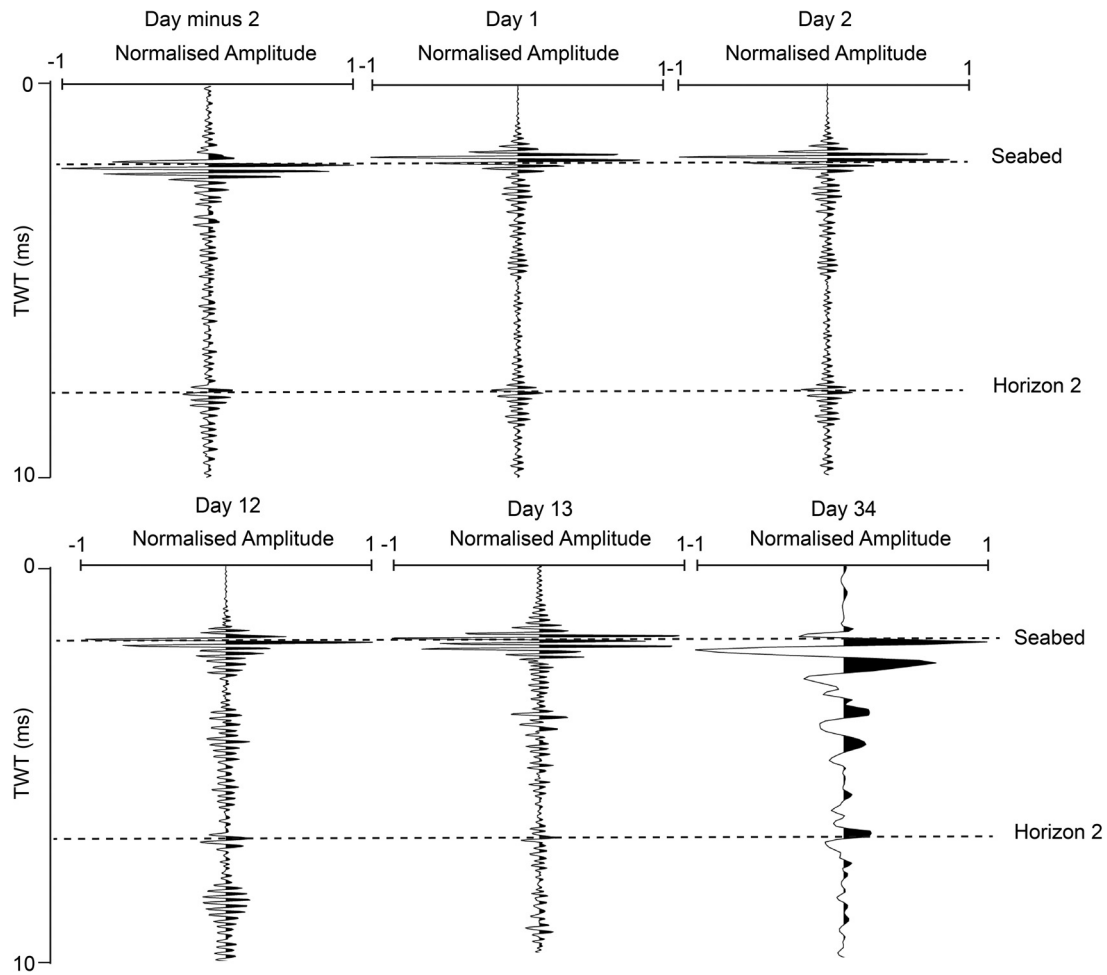 Day minus 2
Day 1
Day 2
Normalised Amplitude
Normalised Amplitude
Normalised Amplitude
-1
1
-1
1
-1
1
0
Seabed
TWT (ms)
Horizon 2
10
Day 12
Day 13
Day 34
Normalised Amplitude
Normalised Amplitude
Normalised Amplitude
-1
1
-1
1
-1
1
0
Seabed
TWT (ms)
Horizon 2
10